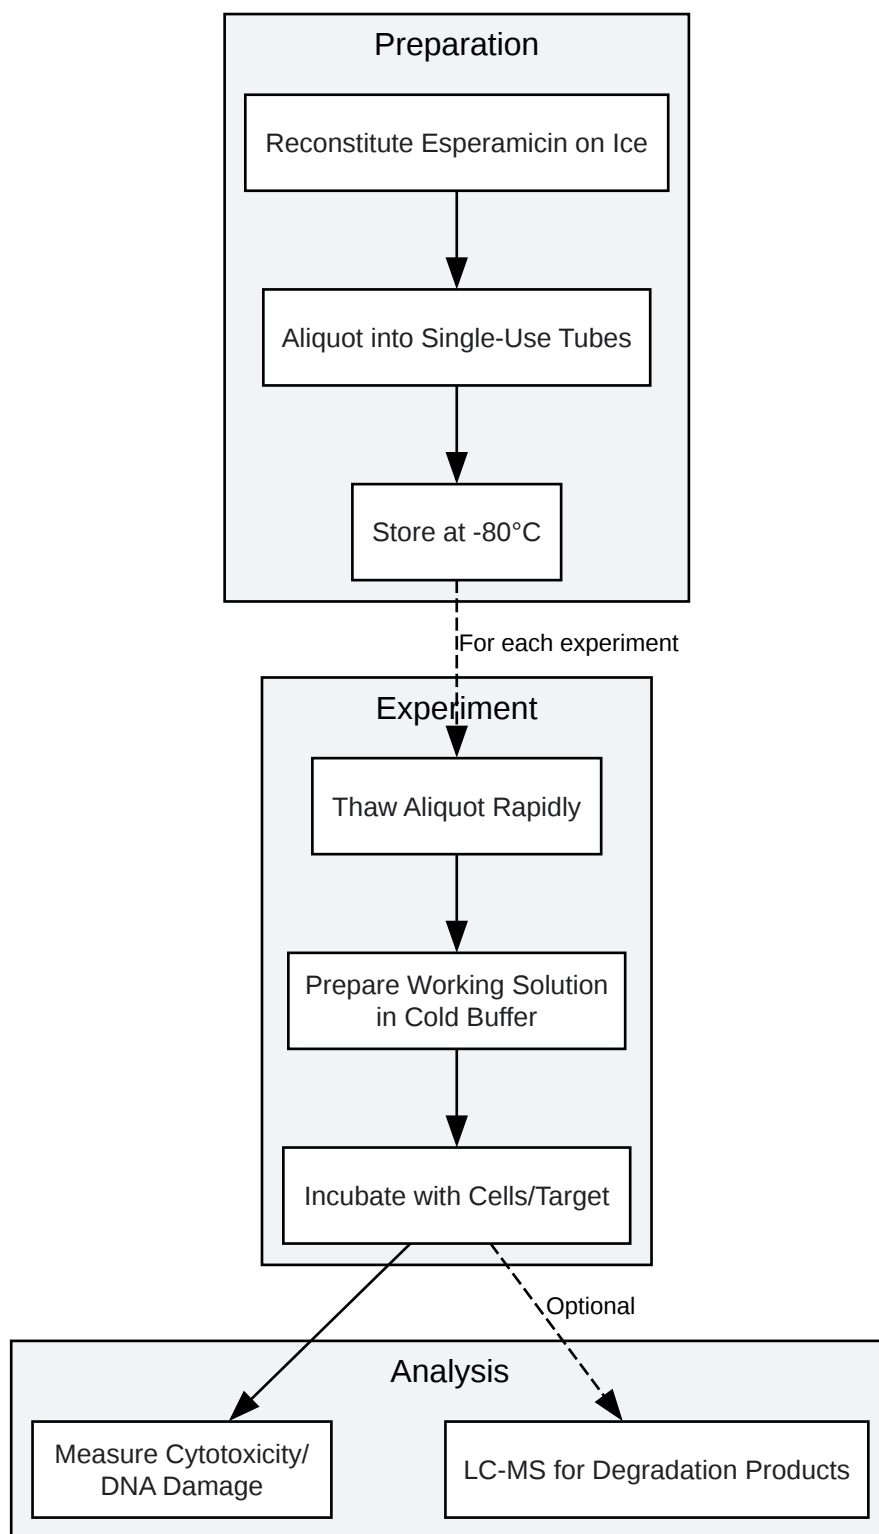 Preparation
Reconstitute Esperamicin on Ice
Aliquot into Single-Use Tubes
Store at -80°C
For each experiment
Experiment
Thaw Aliquot Rapidly
Prepare Working Solution
in Cold Buffer
Incubate with Cells/Target
Optional
Analysis
Measure Cytotoxicity/
DNA Damage
LC-MS for Degradation Products